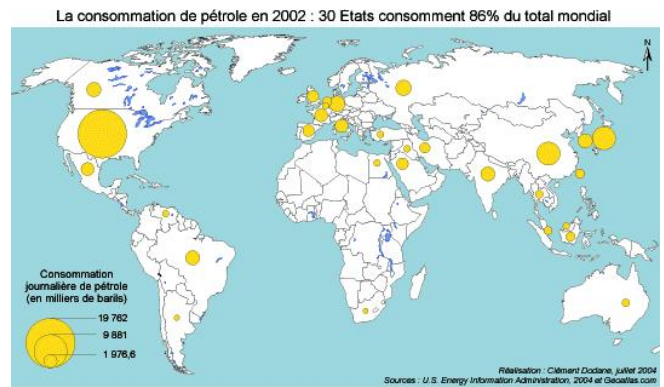 La consommation de pétrole en 2002 : 30 Etats consomment 86% du total mondial
N
Consommation
journalière de pétrole
(en milliers de barils)
19 762
9 881
1 976,6
Réalisation : Clément Dodane, juillet 2004
Sources : U.S. Energy Information Administration, 2004 et Geoatlas.com